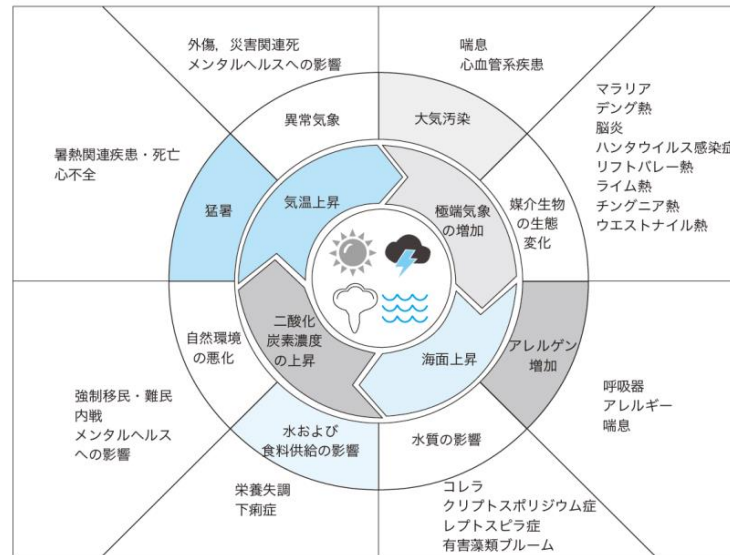 外傷，災害関連死
メンタルヘルスへの影響
喘息
心血管系疾患
マラリア
デング熱
脳炎
ハンタウイルス感染症
リフトバレー熱
ライム熱
チングニア熱
ウエストナイル熱
暑熱関連疾患・死亡
心不全
異常気象
大気汚染
猛暑
気温上昇
極端気象
の増加
媒介生物
の生態
変化
自然環境
の悪化
二酸化
炭素濃度
の上昇
海面上昇
アレルゲン
増加
強制移民・難民
内戦
メンタルヘルス
への影響
水および
食料供給の影響
水質の影響
呼吸器
アレルギー
喘息
栄養失調
下痢症
コレラ
クリプトスポリジウム症
レプトスピラ症
有害藻類ブルーム